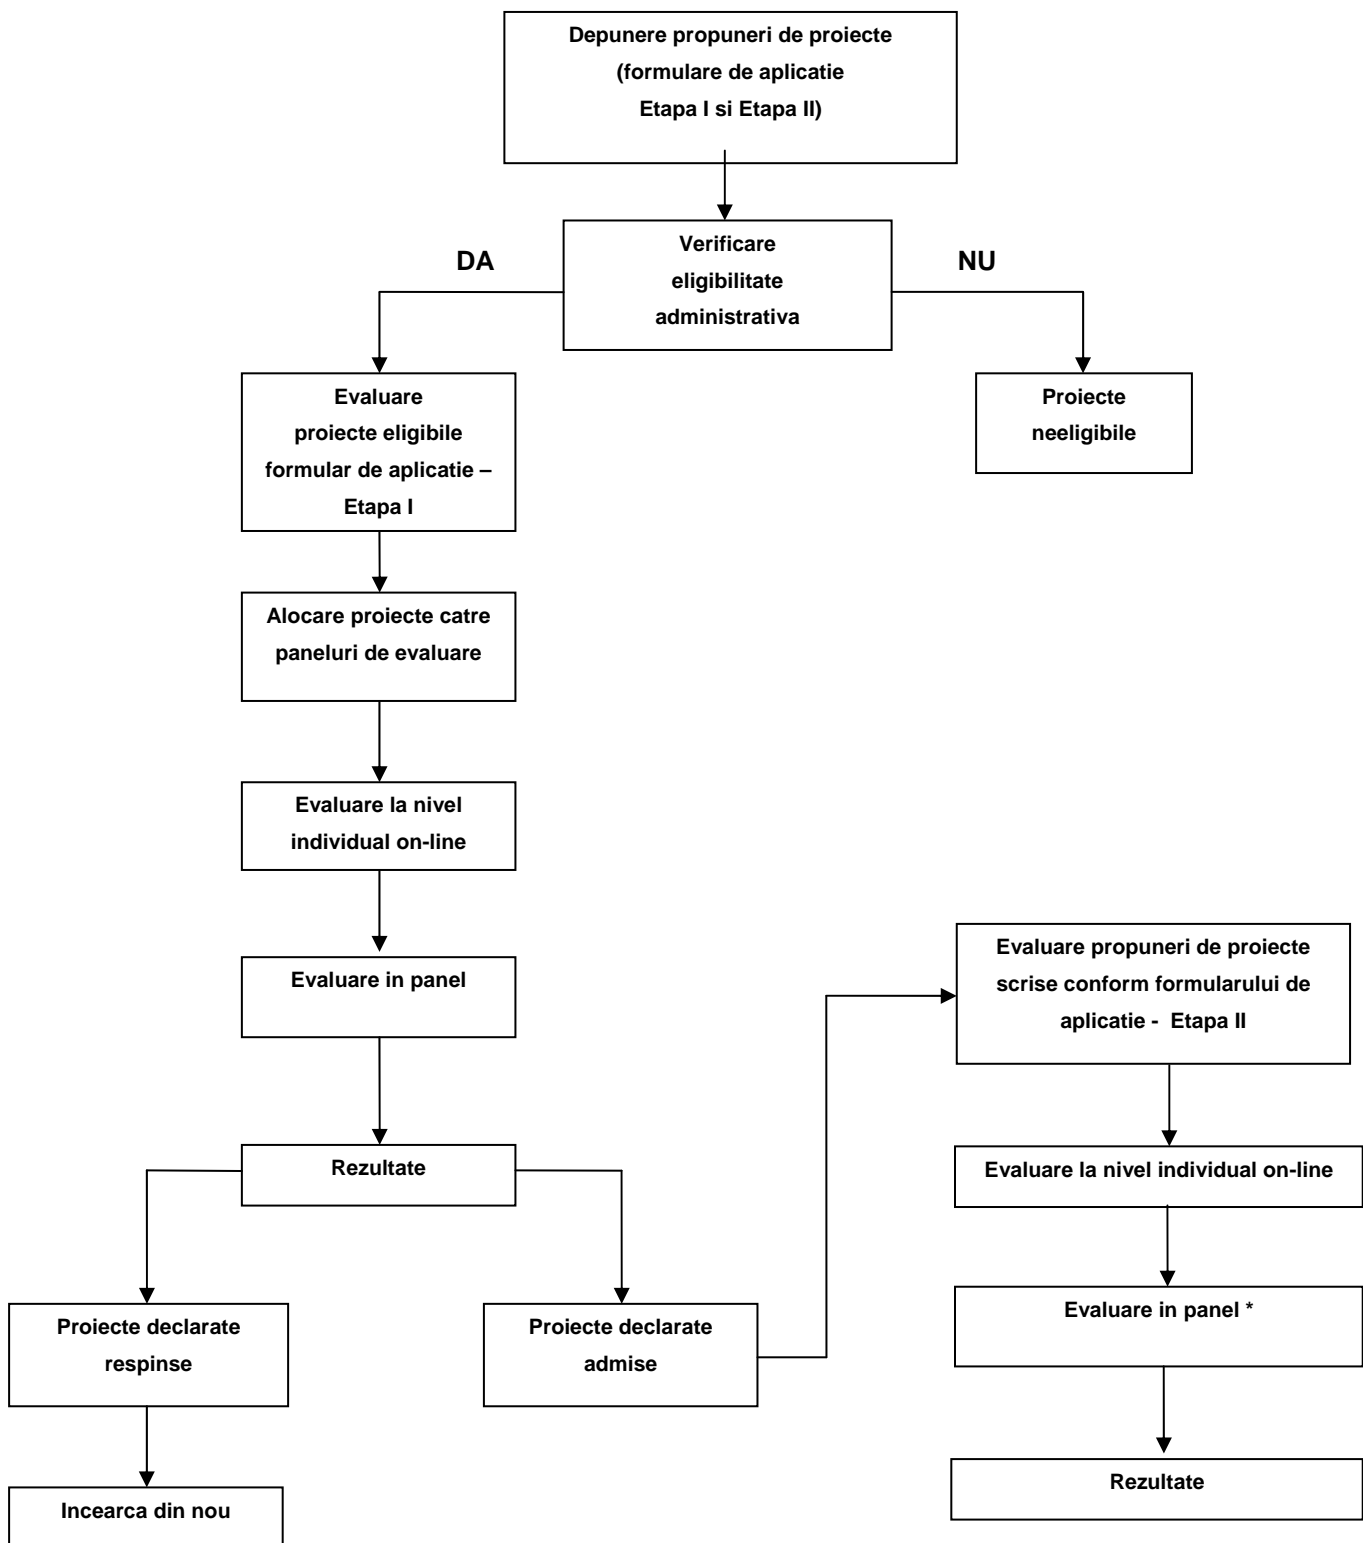 Depunere propuneri de proiecte
(formulare de aplicatie
Etapa I si Etapa II)
Verificare
eligibilitate
administrativa
DA
NU
Evaluare
proiecte eligibile
formular de aplicatie –
Etapa I
Proiecte
neeligibile
Alocare proiecte catre
paneluri de evaluare
Evaluare la nivel
individual on-line
Evaluare in panel
Rezultate
Proiecte declarate
respinse
Proiecte declarate
admise
Incearca din nou
Evaluare propuneri de proiecte
scrise conform formularului de
aplicatie - Etapa II
Evaluare la nivel individual on-line
Evaluare in panel *
Rezultate